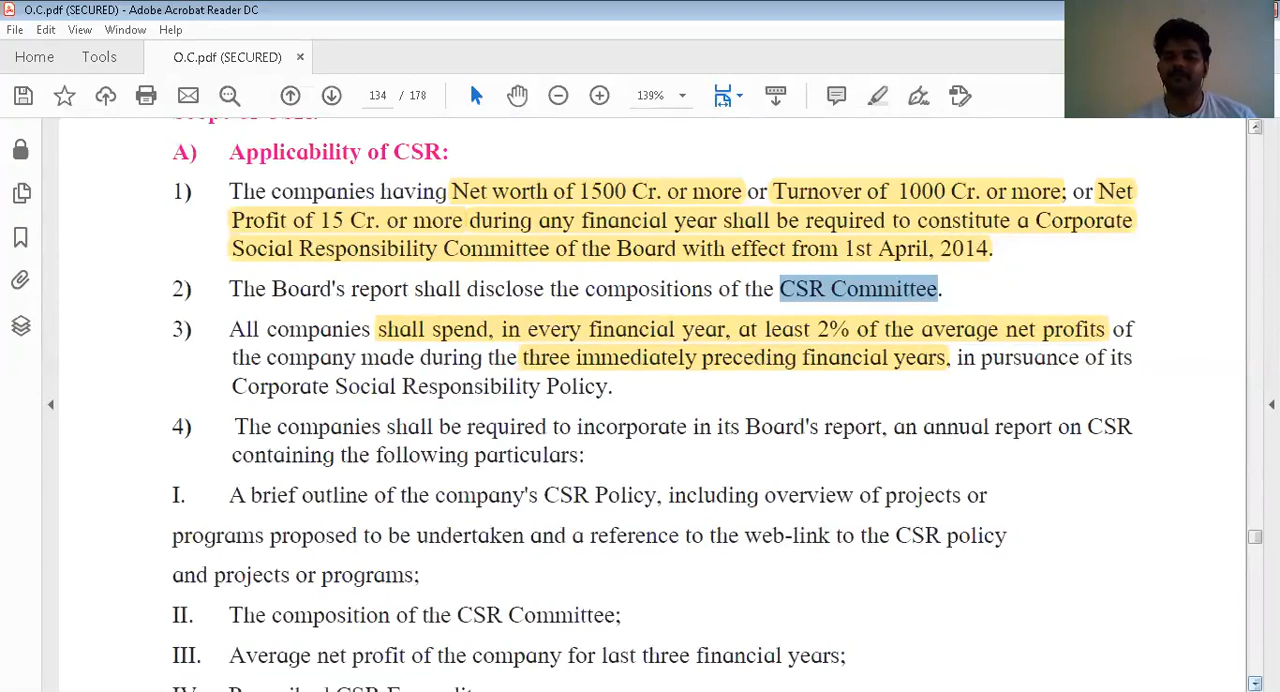 O.C.pdf (SECURED) - Adobe Acrobat Reader DC
File Edit View Window Help
Home Tools O.C.pdf (SECURED) ×
134 / 178 139%
A) Applicability of CSR:
1) The companies having Net worth of 1500 Cr. or more or Turnover of 1000 Cr. or more; or Net
Profit of 15 Cr. or more during any financial year shall be required to constitute a Corporate
Social Responsibility Committee of the Board with effect from 1st April, 2014.
2) The Board's report shall disclose the compositions of the CSR Committee.
3) All companies shall spend, in every financial year, at least 2% of the average net profits of
the company made during the three immediately preceding financial years, in pursuance of its
Corporate Social Responsibility Policy.
4) The companies shall be required to incorporate in its Board's report, an annual report on CSR
containing the following particulars:
I. A brief outline of the company's CSR Policy, including overview of projects or
programs proposed to be undertaken and a reference to the web-link to the CSR policy
and projects or programs;
II. The composition of the CSR Committee;
III. Average net profit of the company for last three financial years;